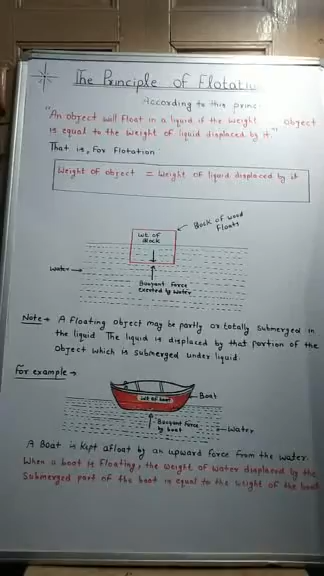 The Principle of Flotatiu
According to this princ
"An object will float in a liquid if the weight object
is equal to the weight of liquid displaced by it."
That is, For Flotation:
Weight of object = Weight of liquid displaced by it
Block of wood
Floats
Wt of
Block
Water
Buoyant Force
exerted by water
Note → A Floating object may be partly or totally submerged in
the liquid The liquid is displaced by that portion of the
object which is submerged under liquid.
For example →
Boat
wt of boat
Buoyant Force
by boat
Water
A Boat is Kept afloat by an upward force from the water.
When a boat is floating, the weight of water displaced by the
Submerged part of the boat is equal to the weight of the boat